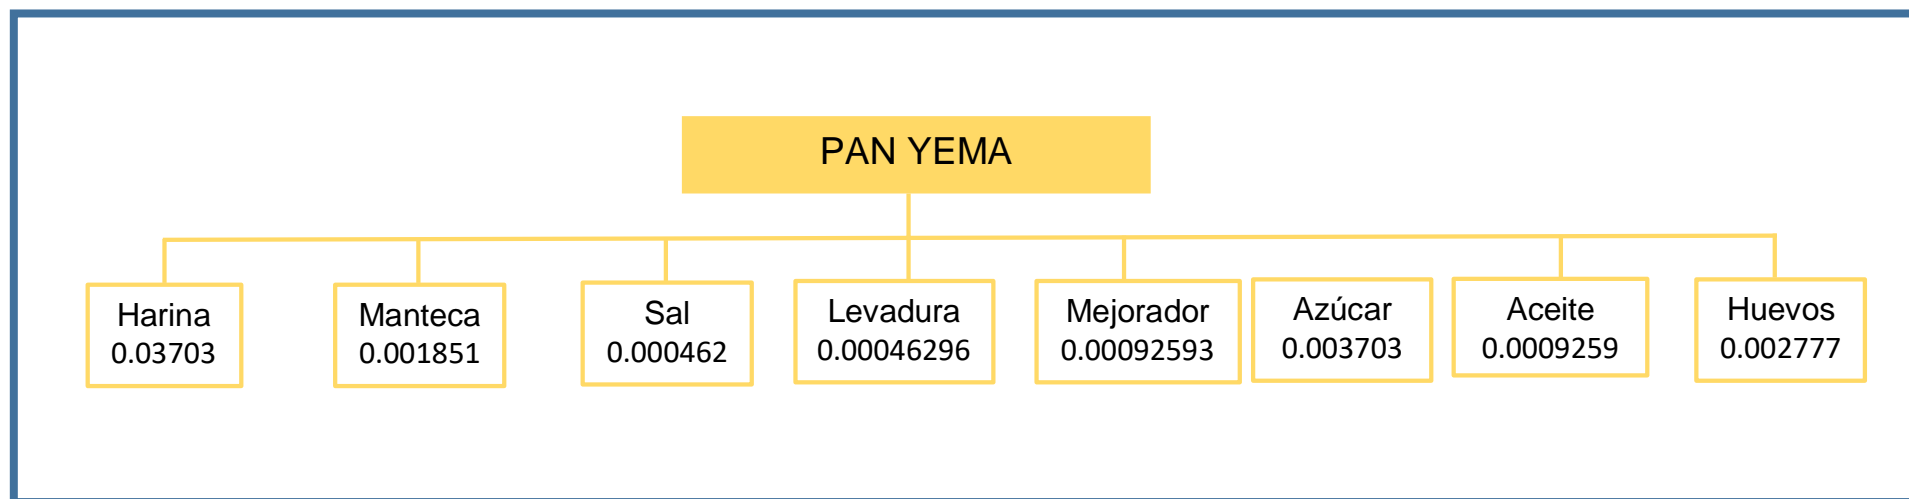 PAN YEMA
Harina
0.03703
Manteca
0.001851
Sal
0.000462
Levadura
0.00046296
Mejorador
0.00092593
Azúcar
0.003703
Aceite
0.0009259
Huevos
0.002777